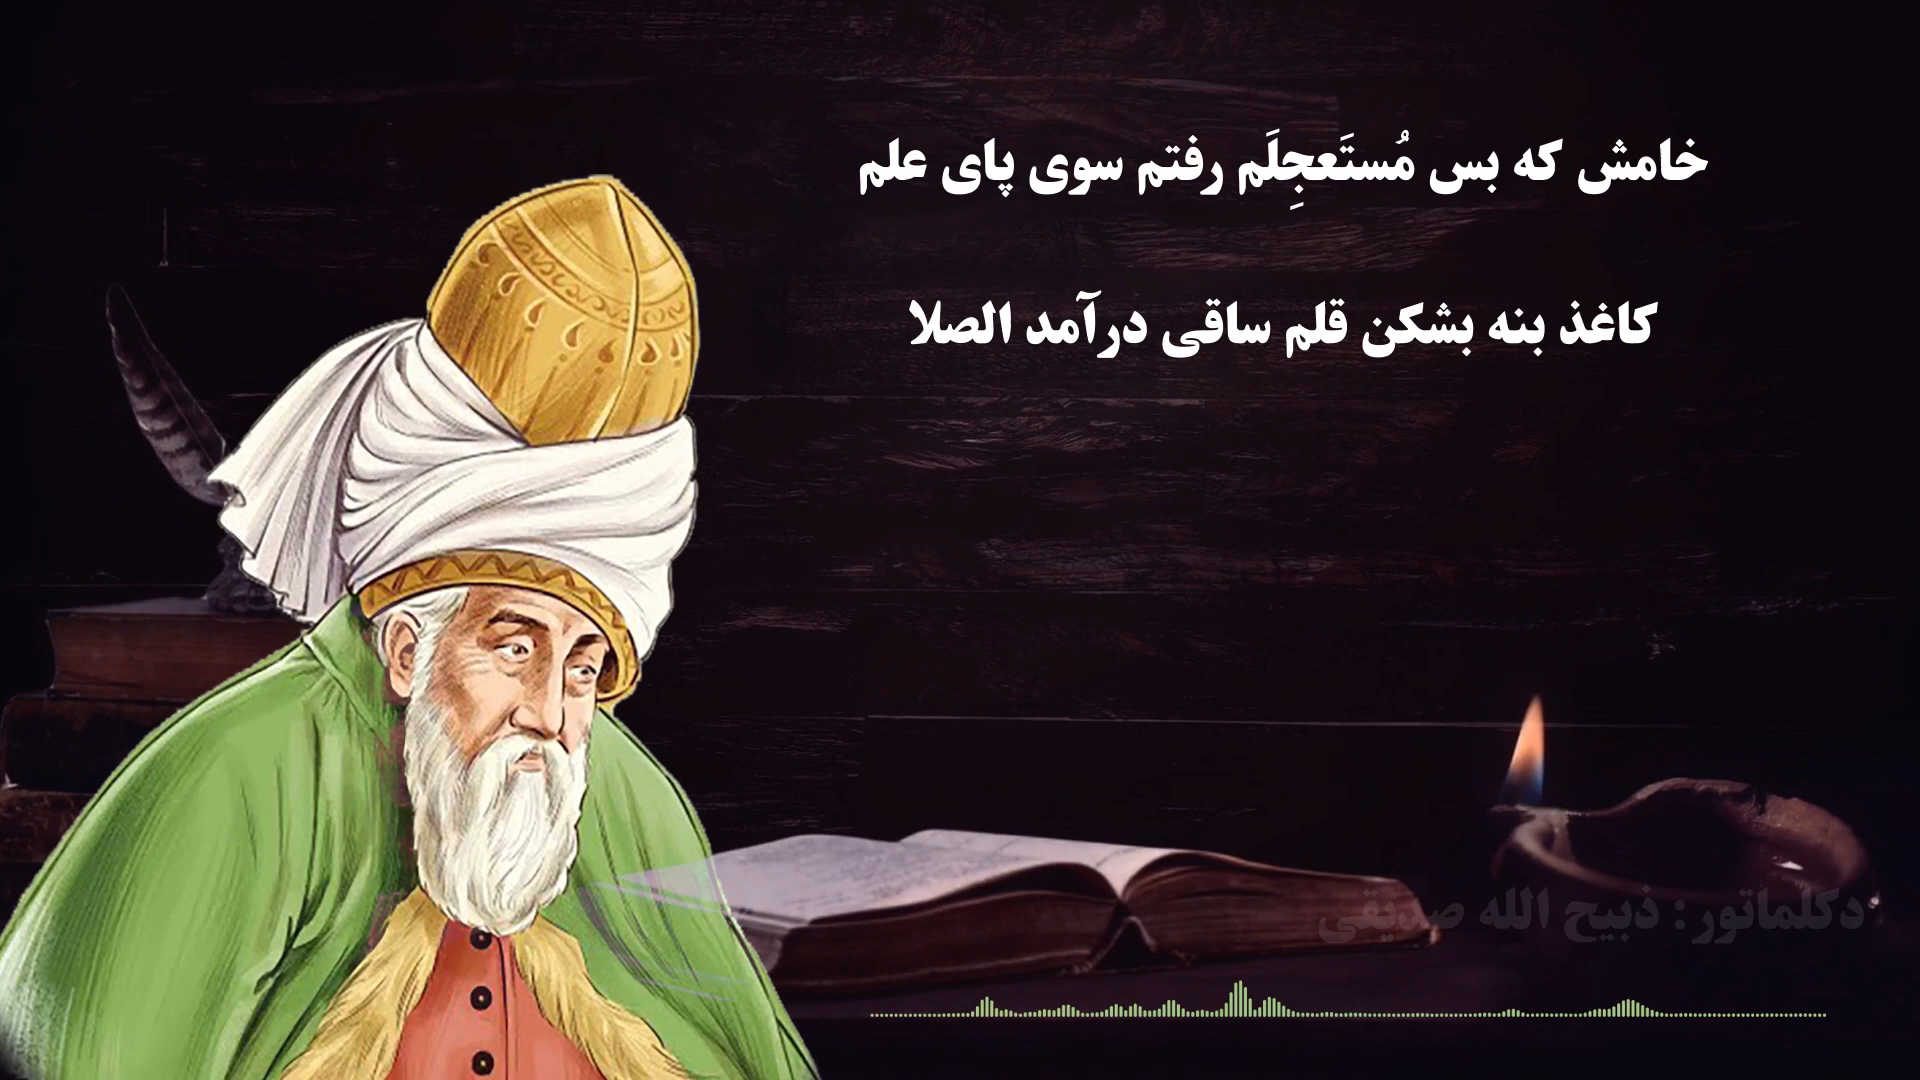 خامش که بس مُستَعجِلَم رفتم سوی پای علم
کاغذ بنه بشکن قلم ساقی درآمد الصلا
دکلماتور: ذبیح الله صدیقی